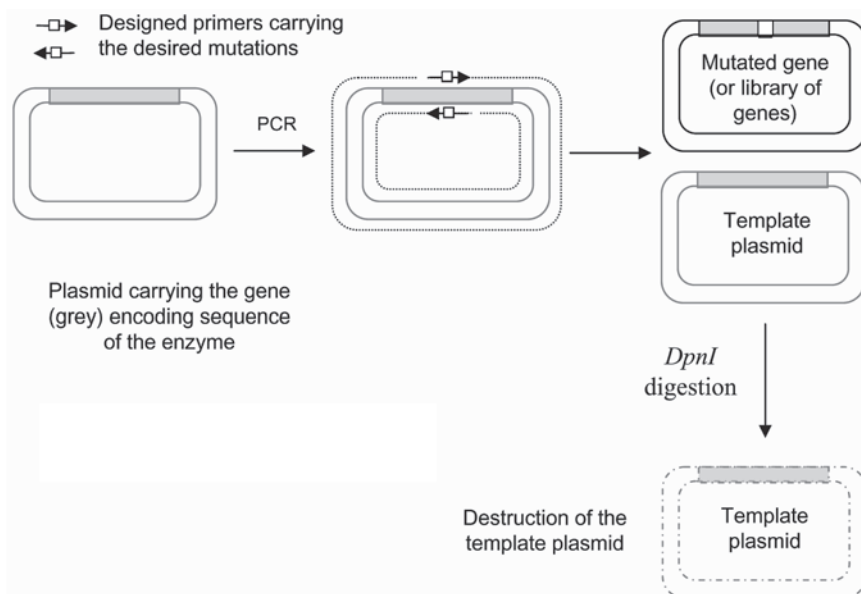 Designed primers carrying
the desired mutations
PCR
Mutated gene
(or library of
genes)
Template
plasmid
Plasmid carrying the gene
(grey) encoding sequence
of the enzyme
DpnI
digestion
Destruction of the
template plasmid
Template
plasmid